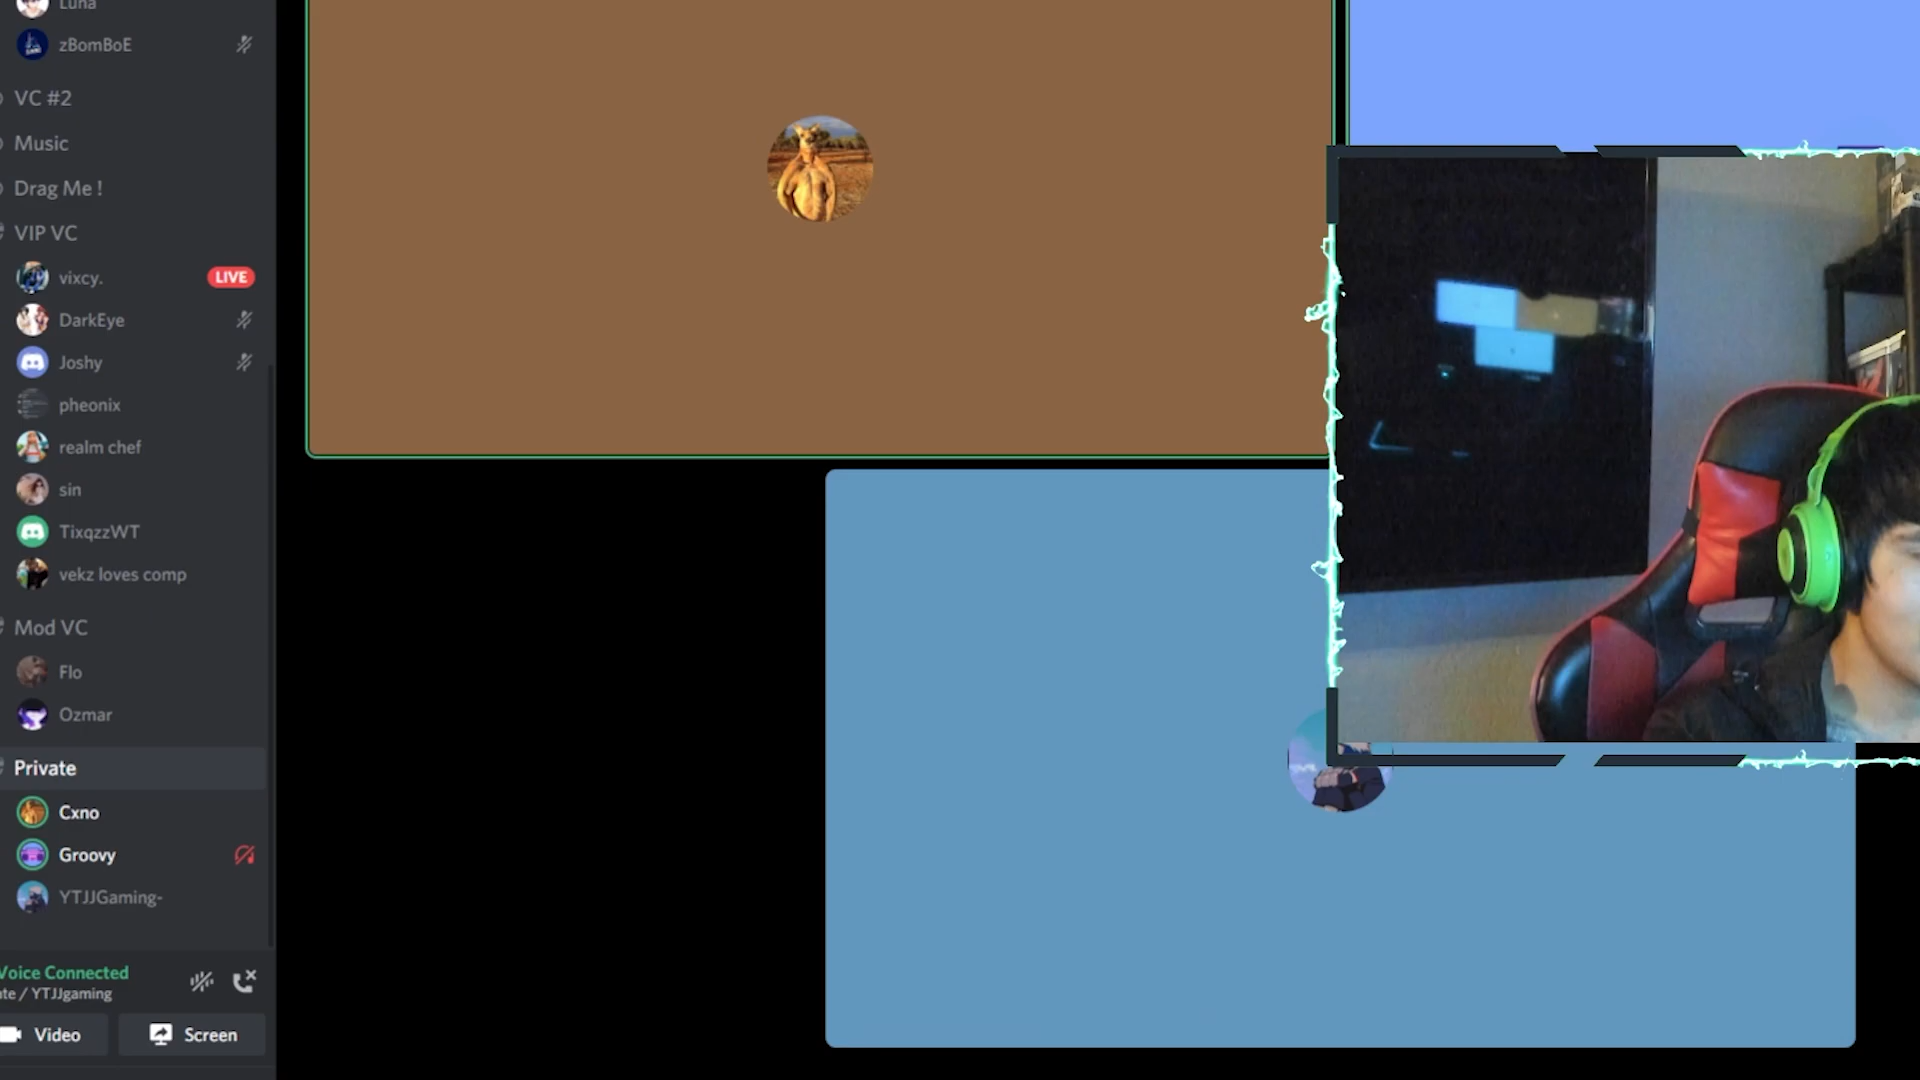 Luna
zBomBoE
VC #2
Music
Drag Me !
VIP VC
vixcy.
LIVE
DarkEye
Joshy
pheonix
realm chef
sin
TixqzzWT
vekz loves comp
Mod VC
Flo
Ozmar
Private
Cxno
Groovy
YTJJGaming-
Voice Connected
te / YTJJgaming
Video
Screen